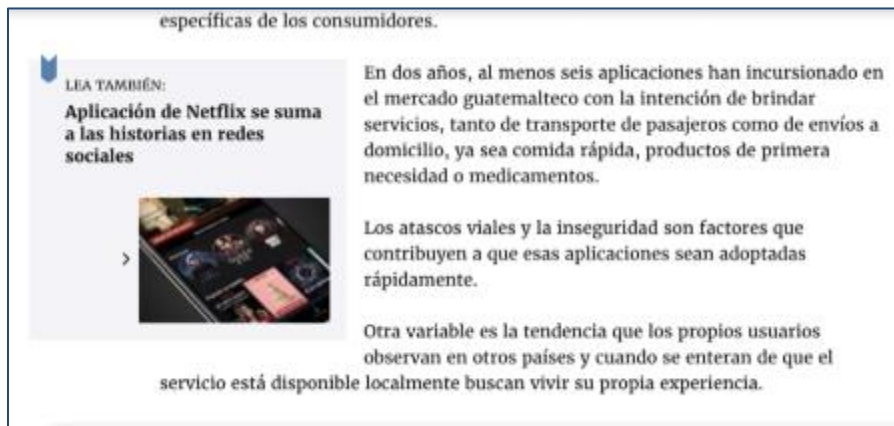 específicas de los consumidores.
LEA TAMBIÉN:
Aplicación de Netflix se suma
a las historias en redes
sociales
En dos años, al menos seis aplicaciones han incursionado en
el mercado guatemalteco con la intención de brindar
servicios, tanto de transporte de pasajeros como de envíos a
domicilio, ya sea comida rápida, productos de primera
necesidad o medicamentos.
Los atascos viales y la inseguridad son factores que
contribuyen a que esas aplicaciones sean adoptadas
rápidamente.
Otra variable es la tendencia que los propios usuarios
observan en otros países y cuando se enteran de que el
servicio está disponible localmente buscan vivir su propia experiencia.